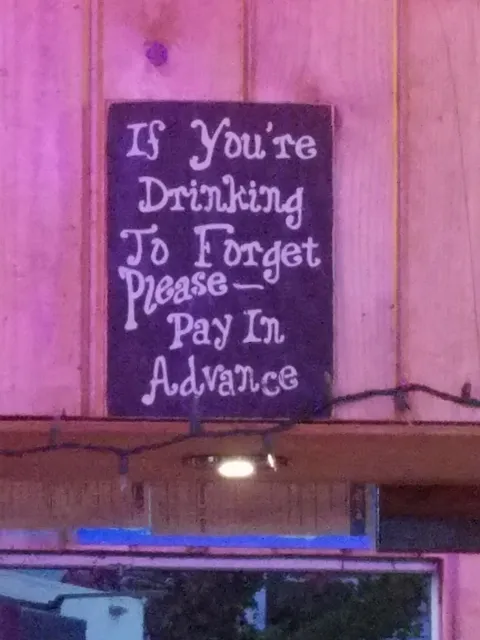 If You're
Drinking
To Forget
Please—
Pay In
Advance